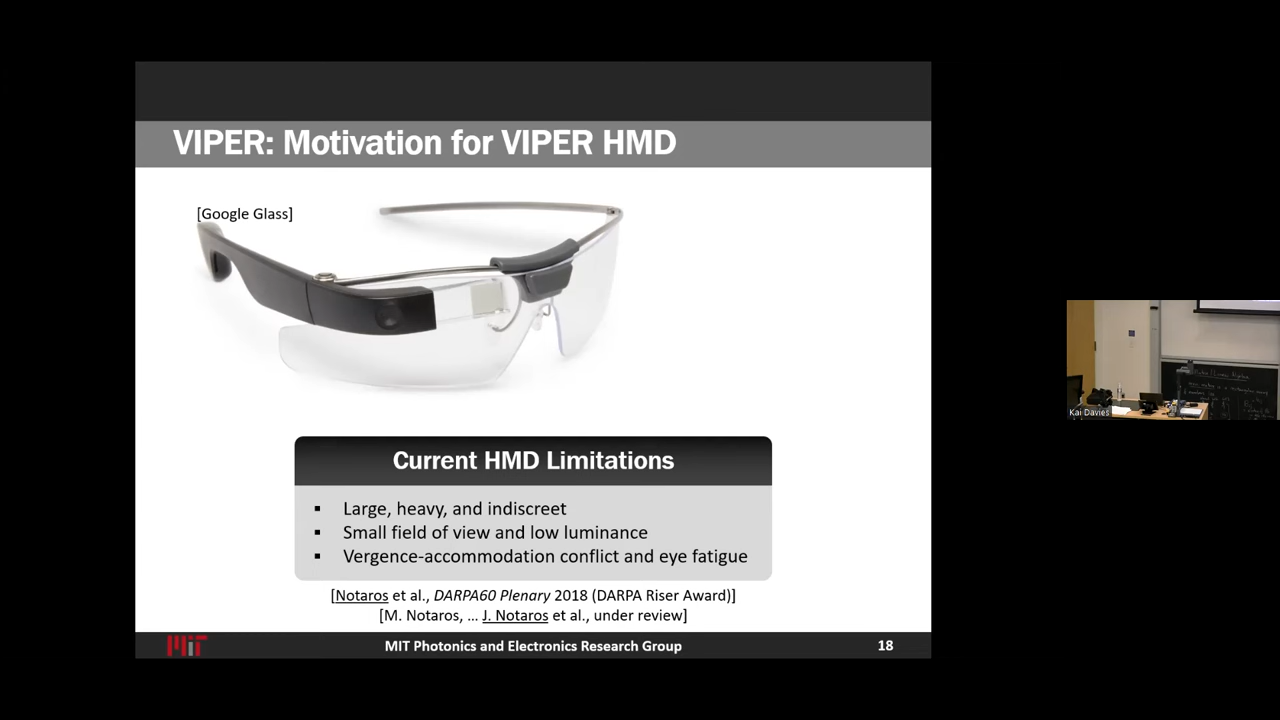 VIPER: Motivation for VIPER HMD
[Google Glass]
Current HMD Limitations
▪ Large, heavy, and indiscreet
▪ Small field of view and low luminance
▪ Vergence-accommodation conflict and eye fatigue
[Notaros et al., DARPA60 Plenary 2018 (DARPA Riser Award)]
[M. Notaros, ... J. Notaros et al., under review]
MIT
MIT Photonics and Electronics Research Group
18
Kai Davies